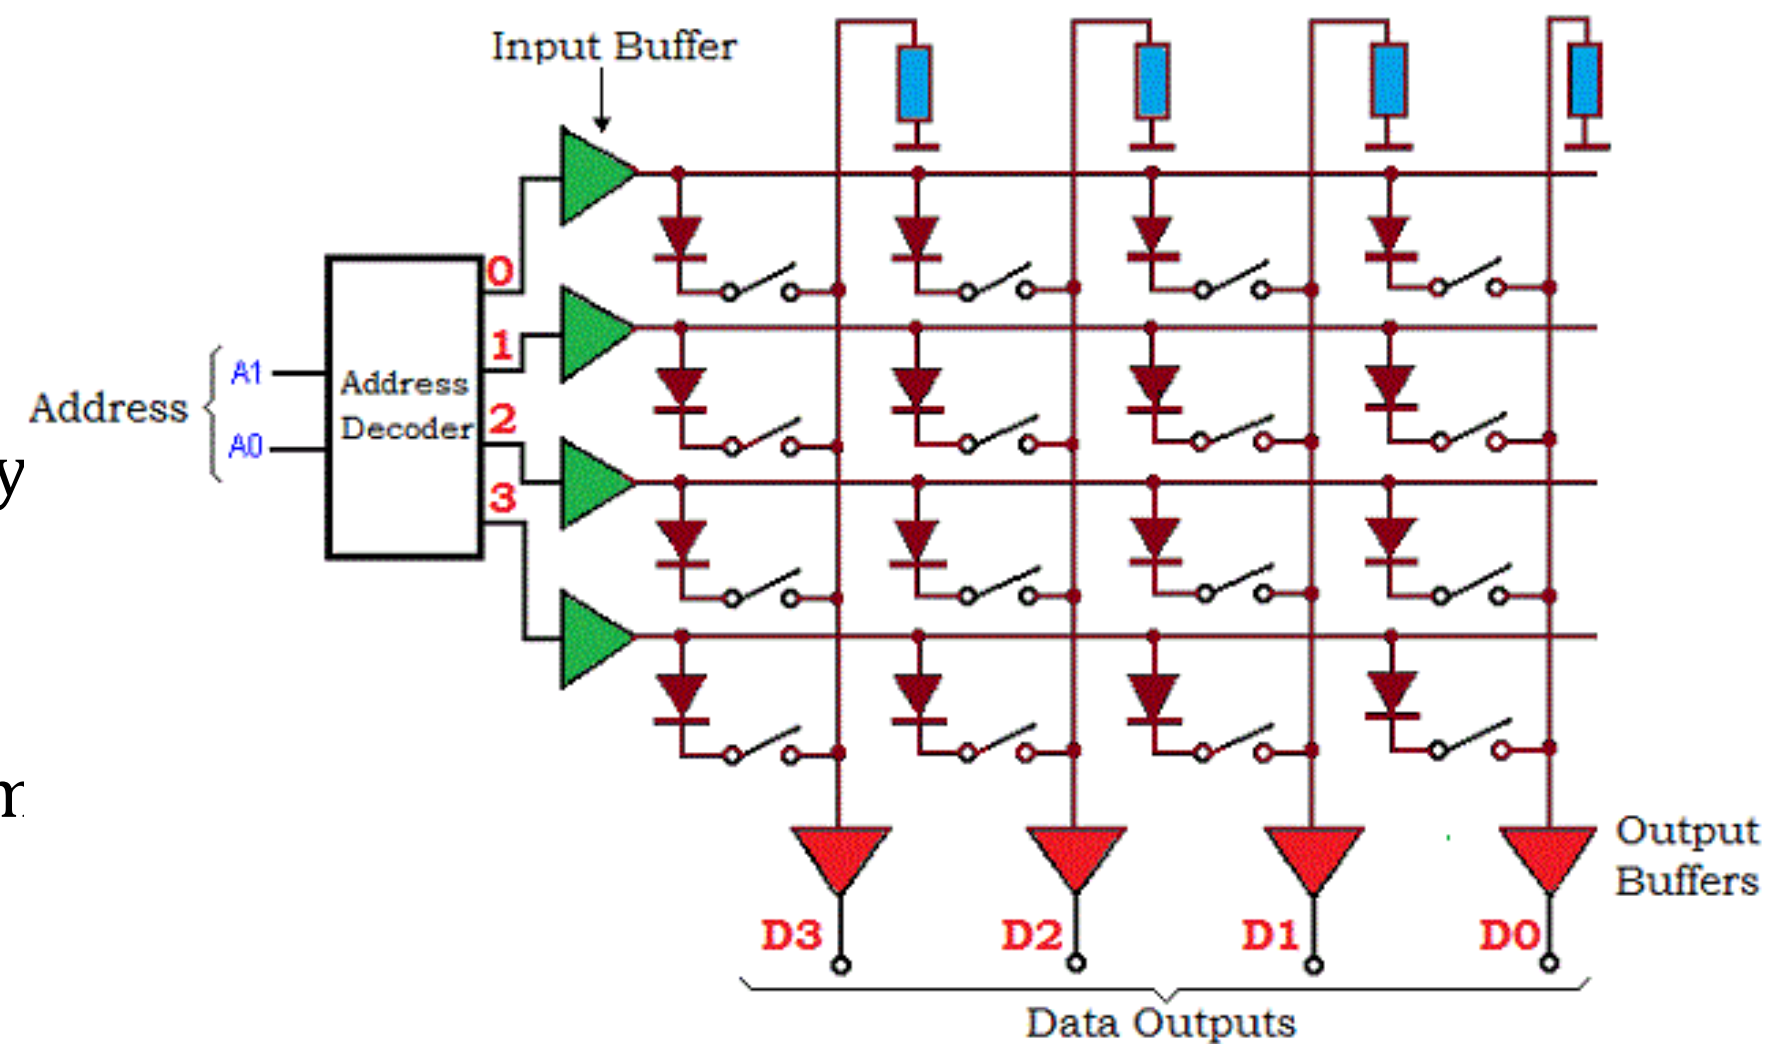 Input Buffer
0
1
A1
Address
Decoder
Address
2
A0
y
3
m
Output
Buffers
D3 D2 D1 D0
Data Outputs